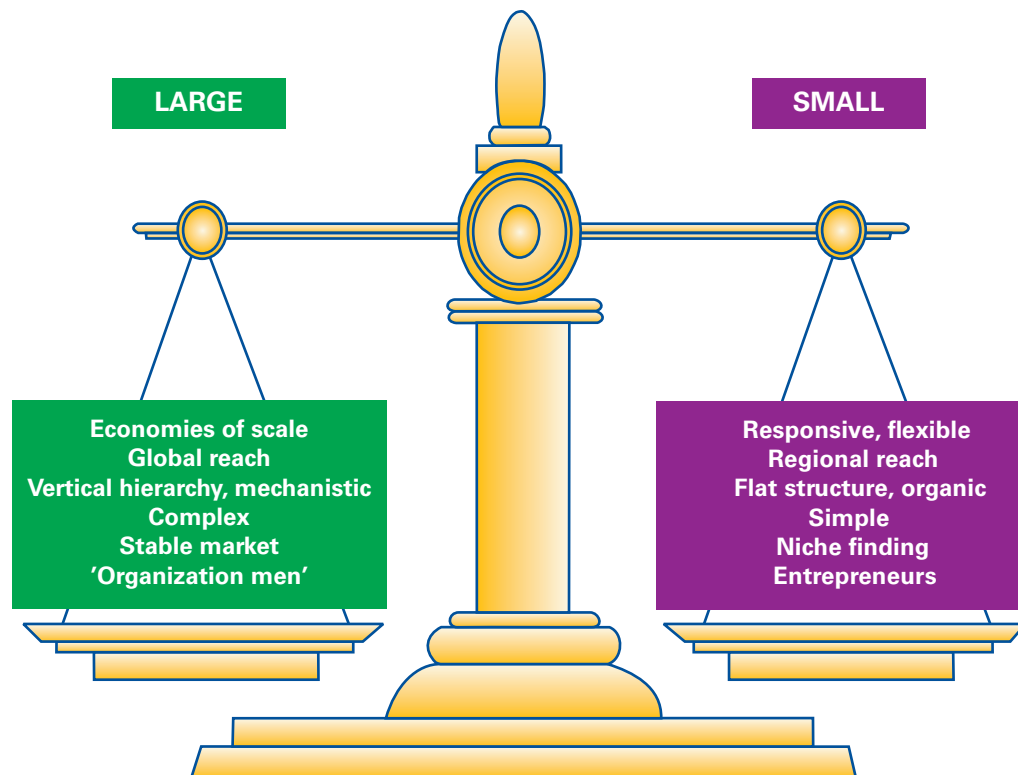 LARGE
SMALL
Economies of scale
Global reach
Vertical hierarchy, mechanistic
Complex
Stable market
’Organization men’
Responsive, flexible
Regional reach
Flat structure, organic
Simple
Niche finding
Entrepreneurs